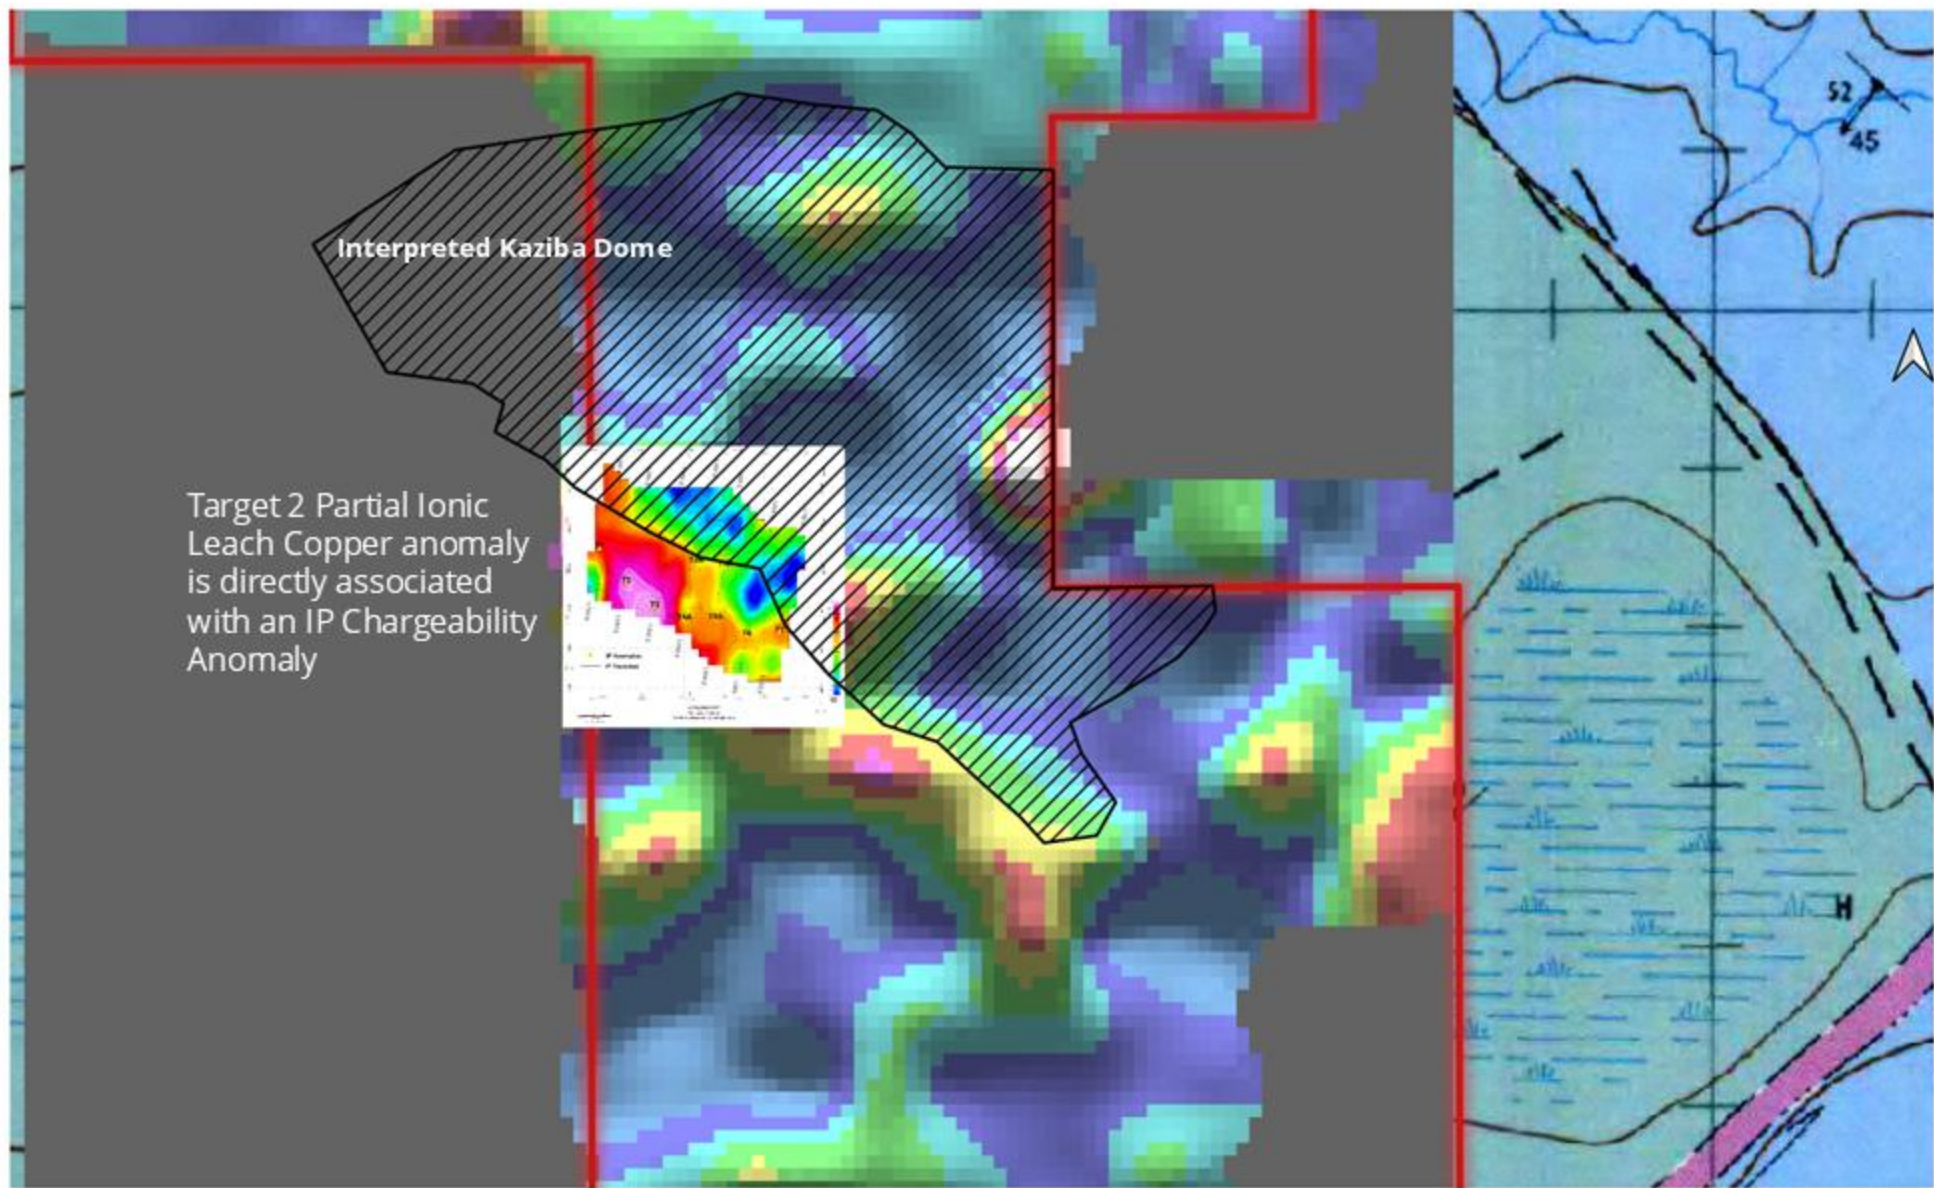 52
45
Interpreted Kaziba Dome
Target 2 Partial Ionic
Leach Copper anomaly
is directly associated
with an IP Chargeability
Anomaly
H